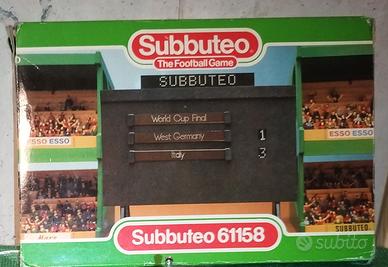 Subbuteo
The Football Game
SUBBUTEO
World Cup Final
West Germany 1
Italy 3
ESSO ESSO
ESSO ESSO
SUBBUTEO
Subbuteo 61158
subito